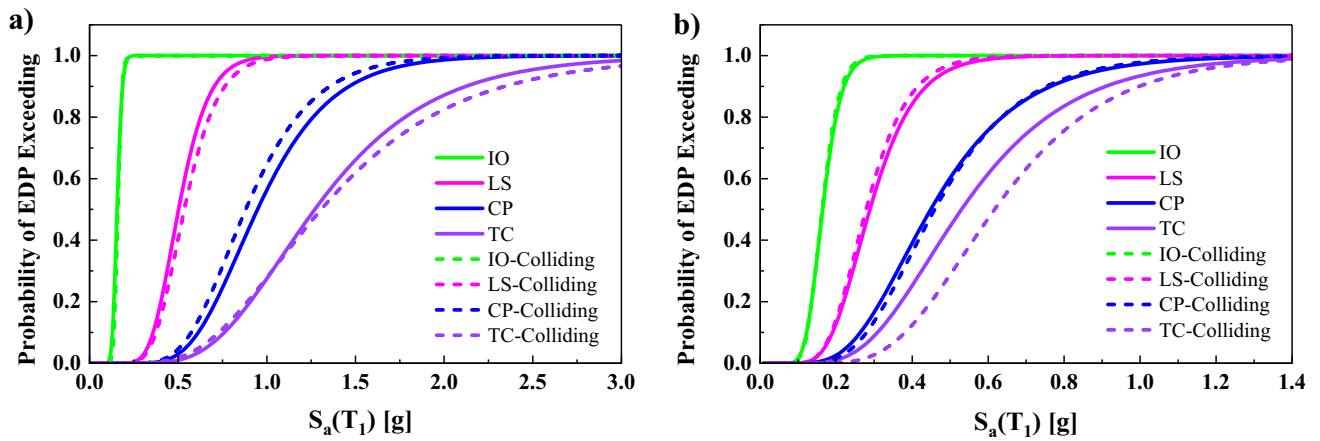 a)
Probability of EDP Exceeding
1.0
0.8
0.6
0.4
0.2
0.0
0.0 0.5 1.0 1.5 2.0 2.5 3.0
Sₐ(T₁) [g]
IO
LS
CP
TC
IO-Colliding
LS-Colliding
CP-Colliding
TC-Colliding
b)
Probability of EDP Exceeding
1.0
0.8
0.6
0.4
0.2
0.0
0.0 0.2 0.4 0.6 0.8 1.0 1.2 1.4
Sₐ(T₁) [g]
IO
LS
CP
TC
IO-Colliding
LS-Colliding
CP-Colliding
TC-Colliding